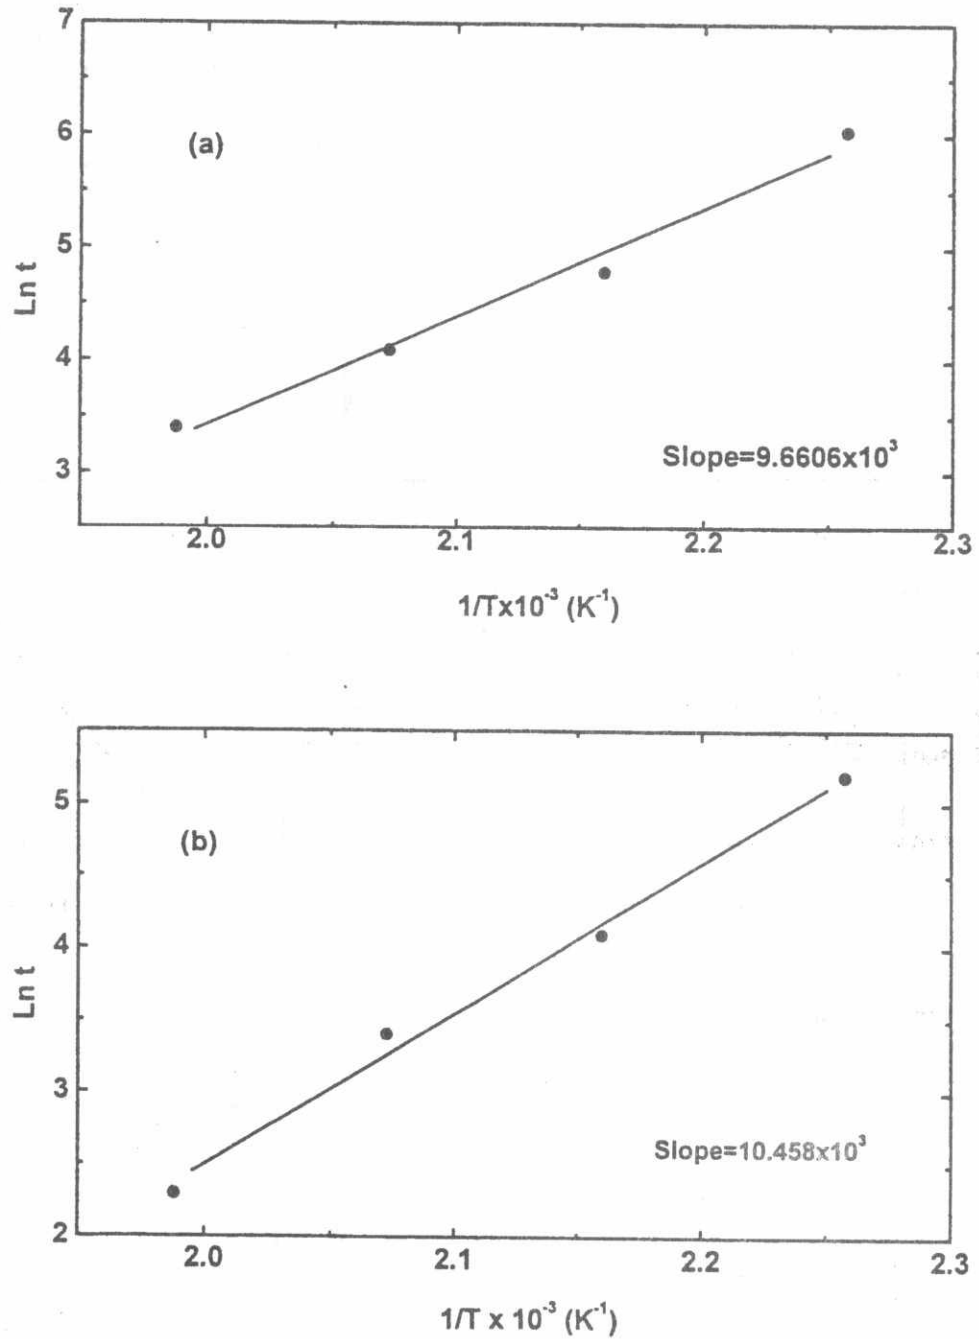 7
6
(a)
5
Ln t
4
3
Slope=9.6606x10³
2.0 2.1 2.2 2.3
1/Tx10⁻³ (K⁻¹)
5
(b)
4
Ln t
3
Slope=10.458x10³
2
2.0 2.1 2.2 2.3
1/T x 10⁻³ (K⁻¹)